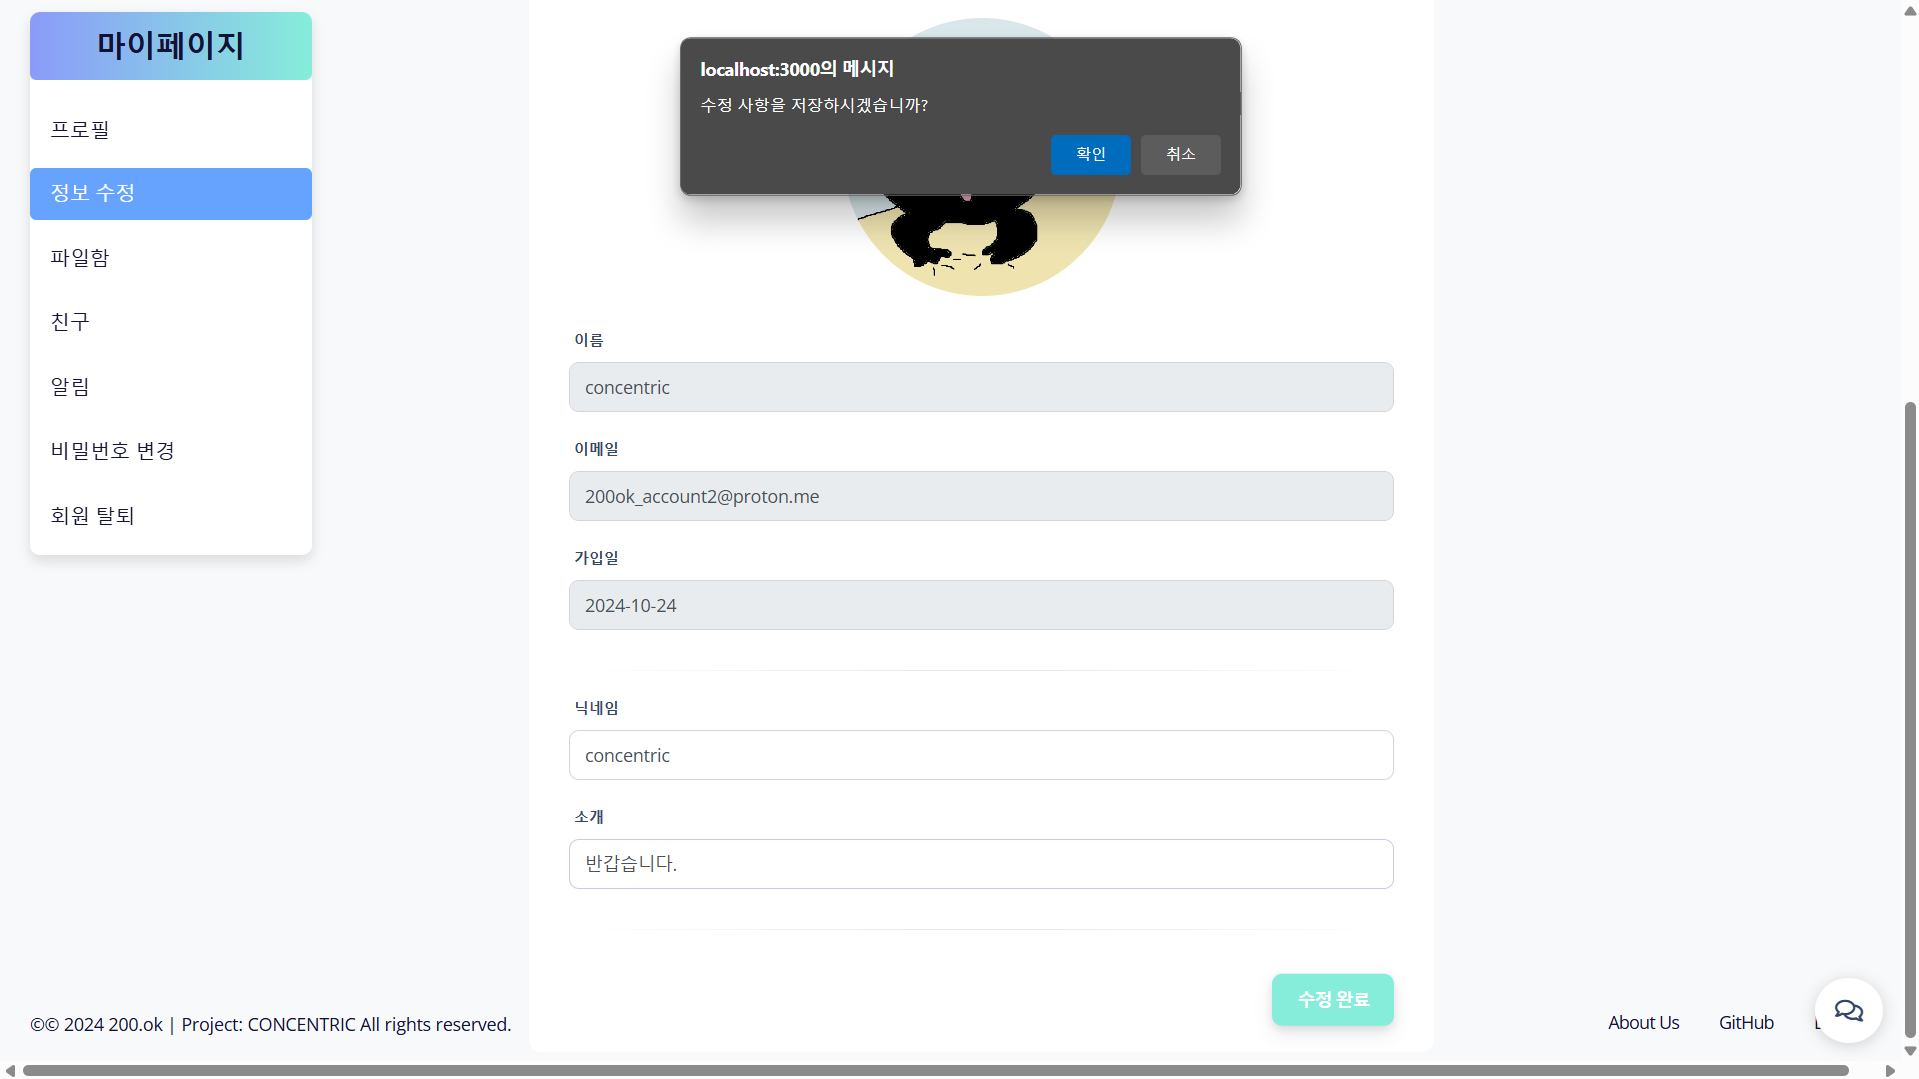 마이페이지
프로필
정보 수정
파일함
친구
알림
비밀번호 변경
회원 탈퇴
localhost:3000의 메시지
수정 사항을 저장하시겠습니까?
확인
취소
이름
concentric
이메일
200ok_account2@proton.me
가입일
2024-10-24
닉네임
concentric
소개
반갑습니다.
수정 완료
©© 2024 200.ok | Project: CONCENTRIC All rights reserved.
About Us
GitHub